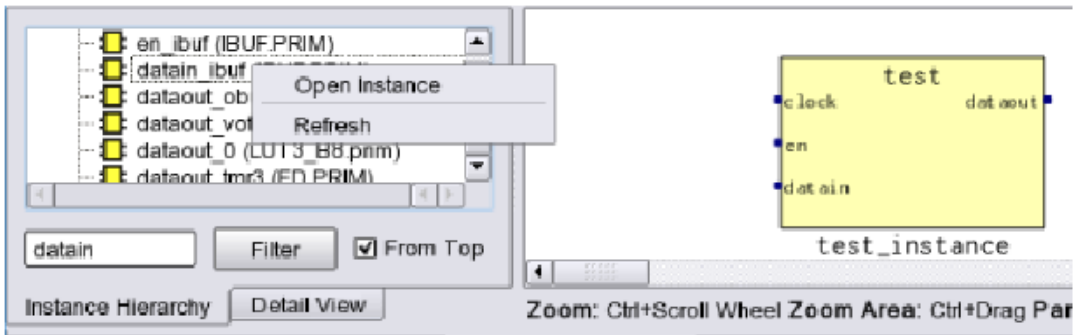 en_ibuf (IBUF.PRIM)
datain_ibuf
Open Instance
dataout_ob
Refresh
dataout_vot
dataout_0 (LUT3_B8.prim)
dataout_tmr3 (FD.PRIM)
datain
Filter
From Top
Instance Hierarchy
Detail View
test
clock dataout
en
datain
test_instance
Zoom: Ctrl+Scroll Wheel Zoom Area: Ctrl+Drag Par